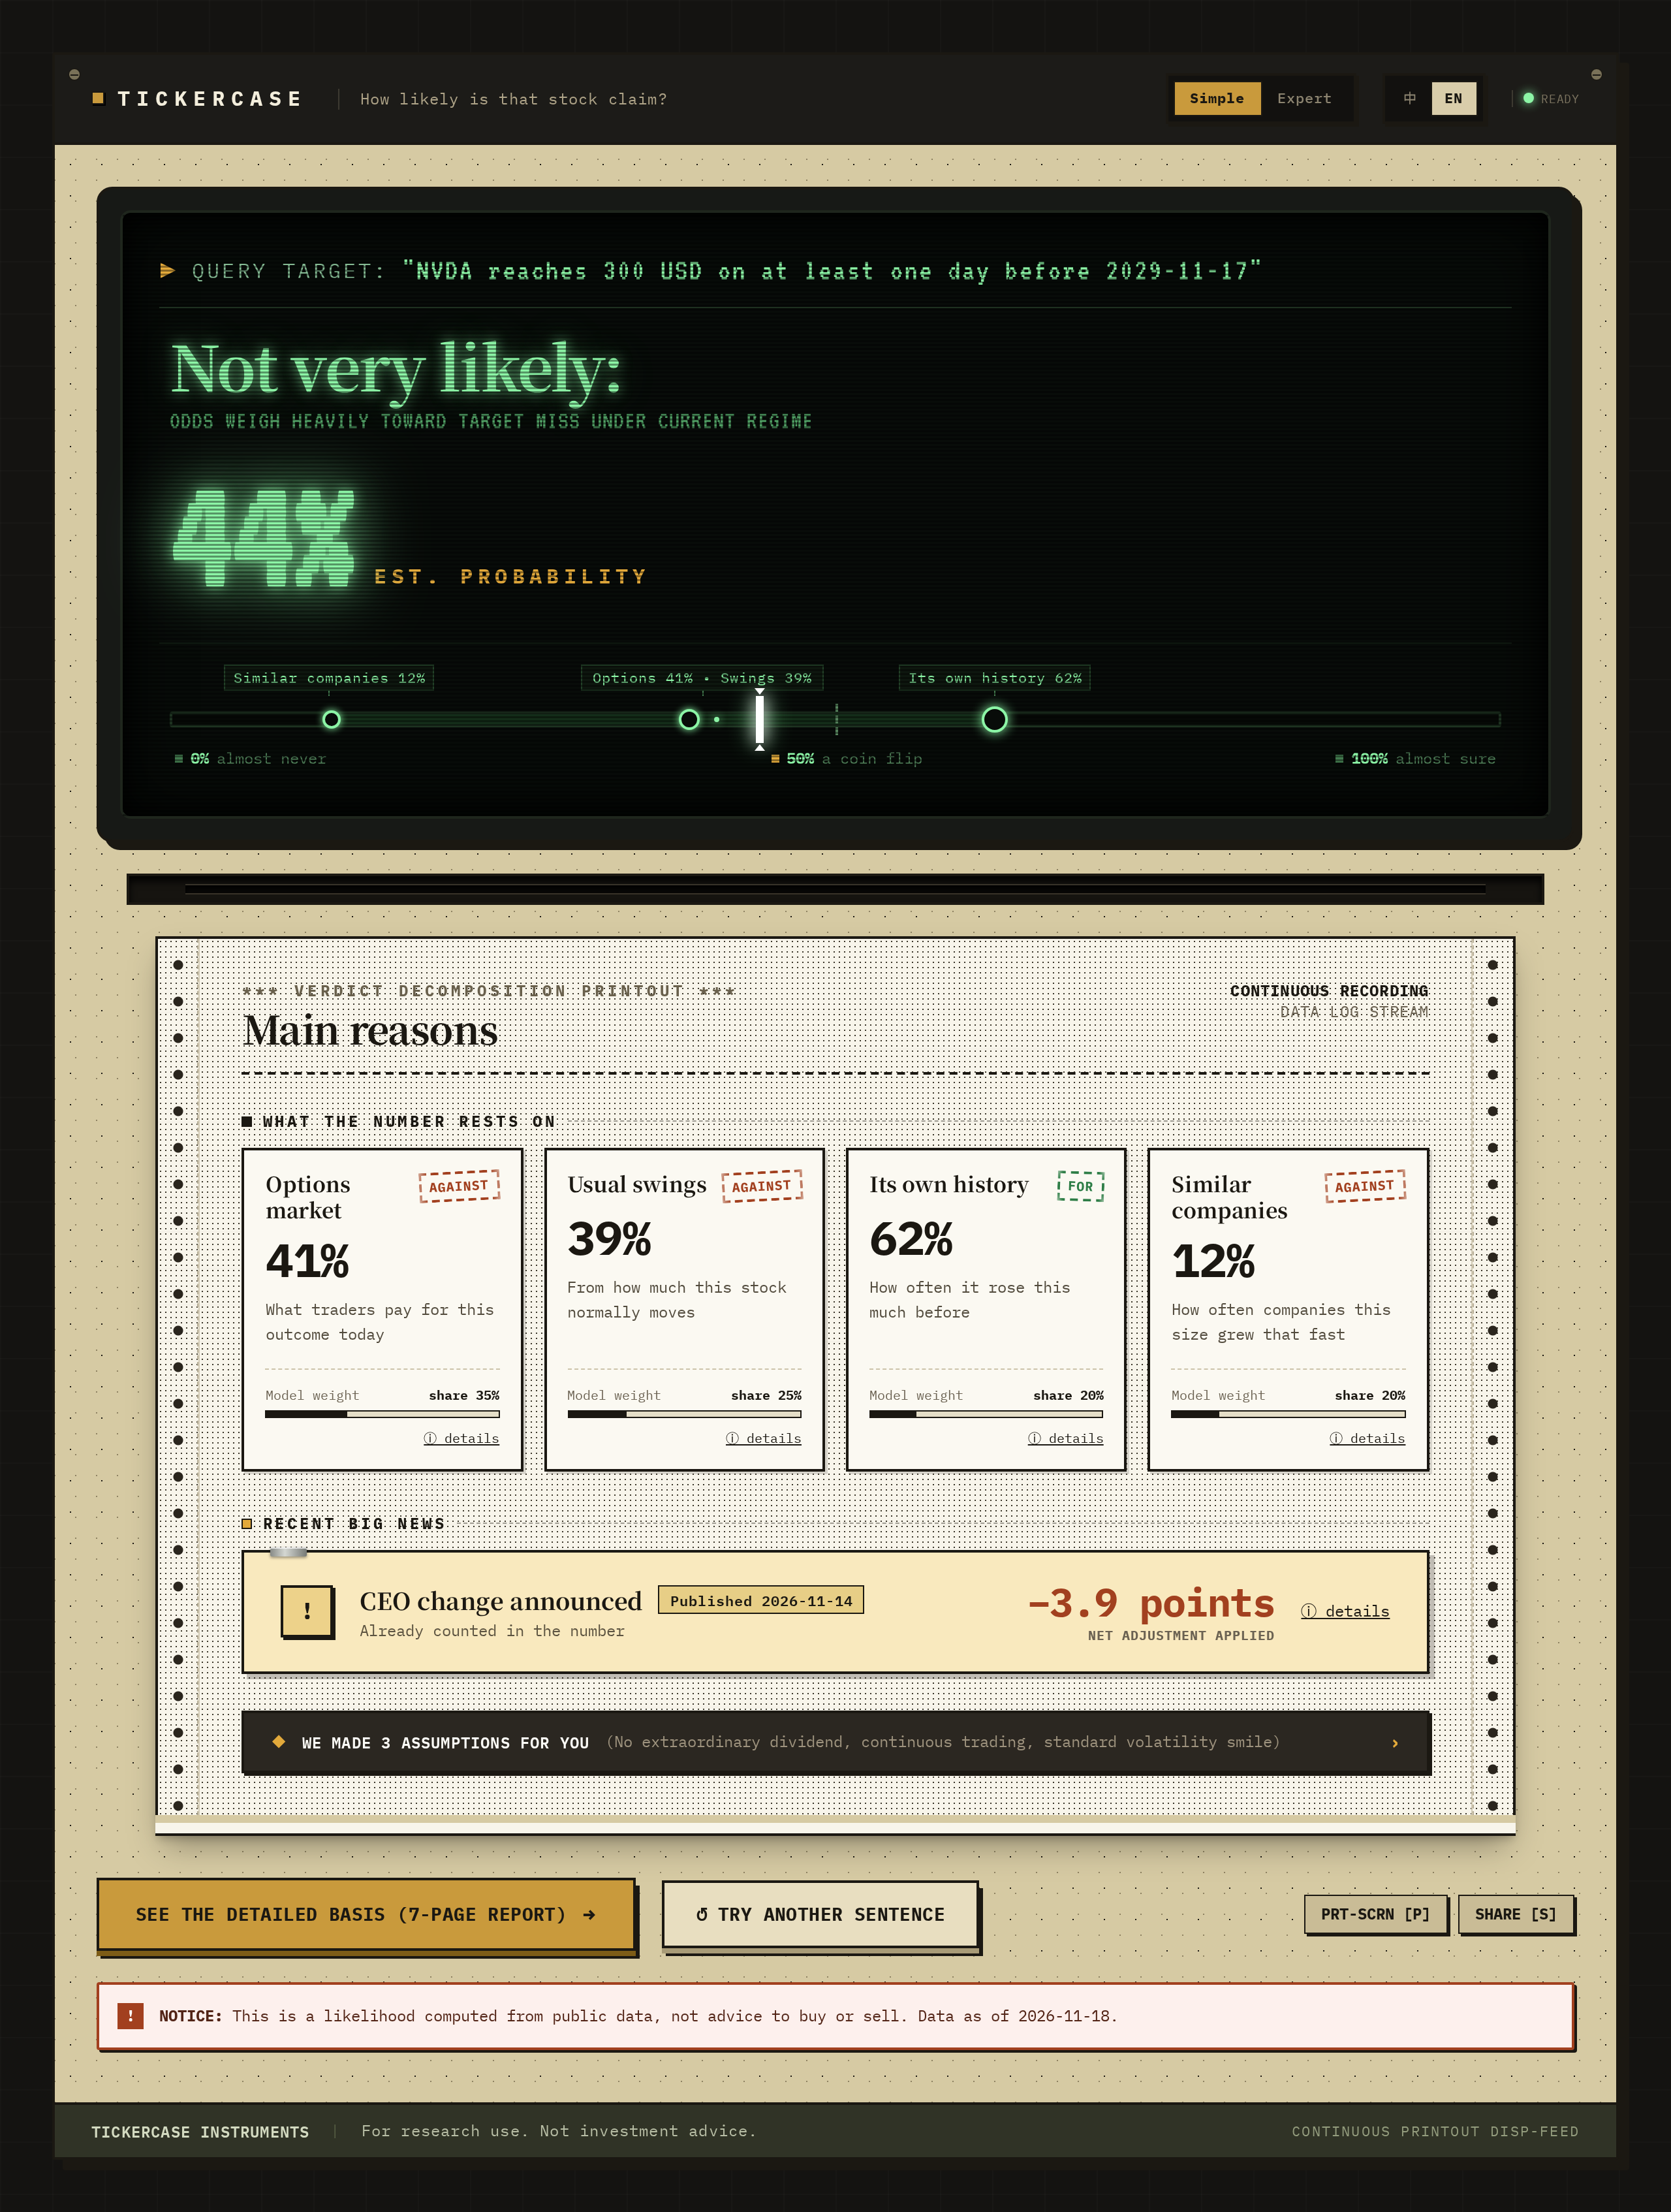 TICKERCASE
How likely is that stock claim?
Simple Expert
中 EN
READY
QUERY TARGET: "NVDA reaches 300 USD on at least one day before 2029-11-17"
Not very likely:
ODDS WEIGH HEAVILY TOWARD TARGET MISS UNDER CURRENT REGIME
44% EST. PROBABILITY
Similar companies 12%
Options 41% · Swings 39%
Its own history 62%
0% almost never
50% a coin flip
100% almost sure
*** VERDICT DECOMPOSITION PRINTOUT ***
CONTINUOUS RECORDING
DATA LOG STREAM
Main reasons
WHAT THE NUMBER RESTS ON
Options market
AGAINST
41%
What traders pay for this
outcome today
Model weight share 35%
ⓘ details
Usual swings
AGAINST
39%
From how much this stock
normally moves
Model weight share 25%
ⓘ details
Its own history
FOR
62%
How often it rose this
much before
Model weight share 20%
ⓘ details
Similar companies
AGAINST
12%
How often companies this
size grew that fast
Model weight share 20%
ⓘ details
RECENT BIG NEWS
!
CEO change announced
Published 2026-11-14
Already counted in the number
−3.9 points
NET ADJUSTMENT APPLIED
ⓘ details
◆ WE MADE 3 ASSUMPTIONS FOR YOU (No extraordinary dividend, continuous trading, standard volatility smile) ›
SEE THE DETAILED BASIS (7-PAGE REPORT) →
↺ TRY ANOTHER SENTENCE
PRT-SCRN [P]
SHARE [S]
! NOTICE: This is a likelihood computed from public data, not advice to buy or sell. Data as of 2026-11-18.
TICKERCASE INSTRUMENTS
For research use. Not investment advice.
CONTINUOUS PRINTOUT DISP-FEED